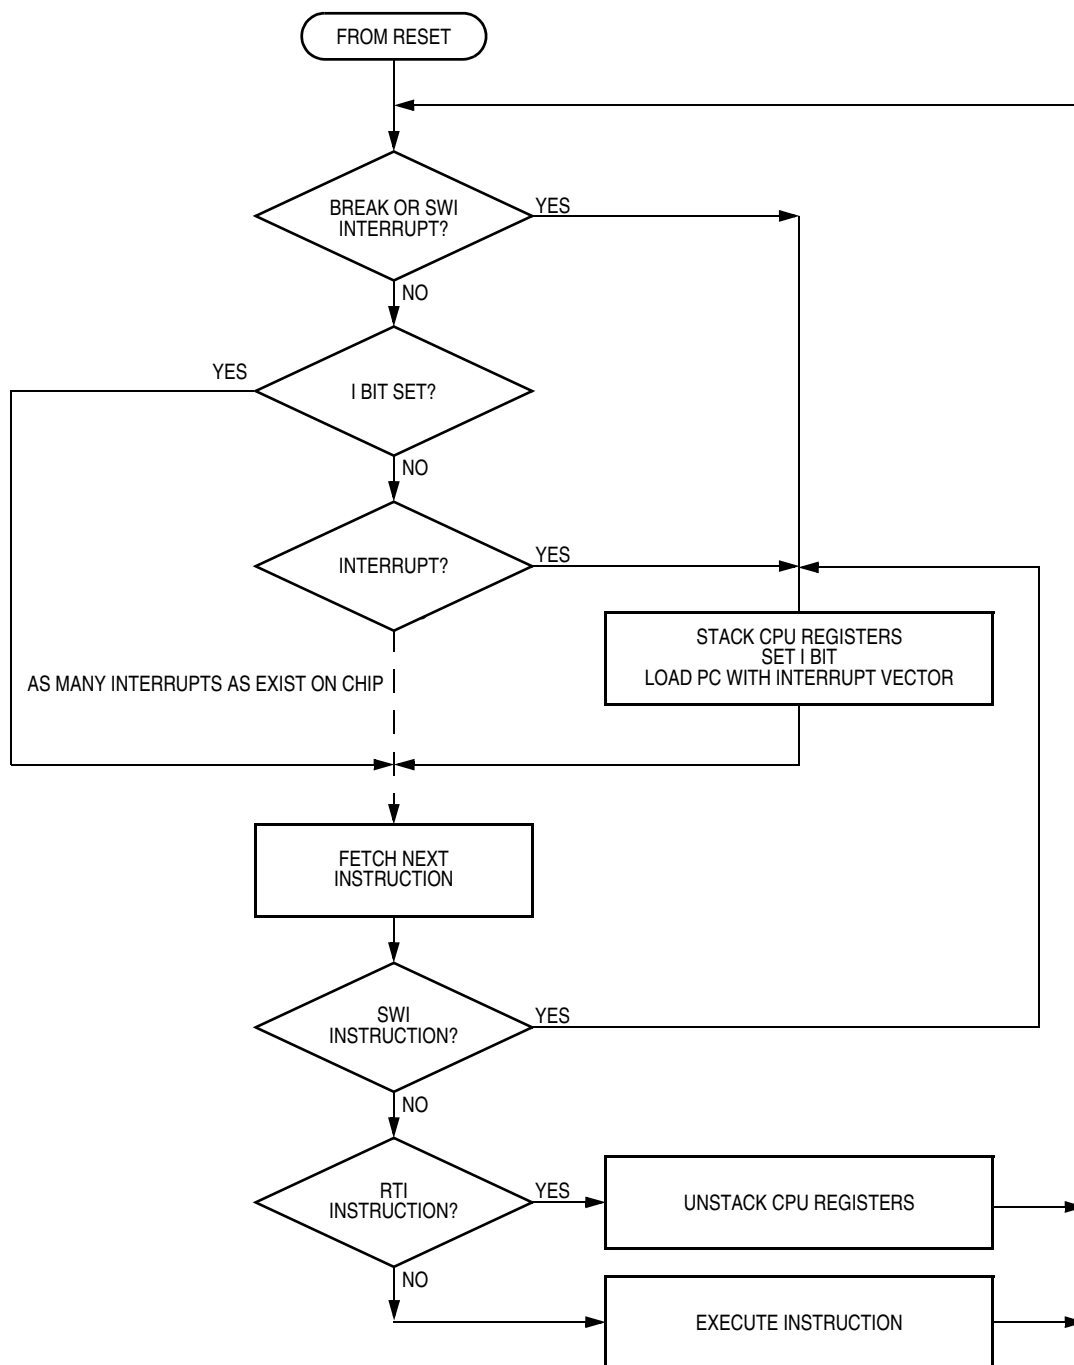 FROM RESET
BREAK OR SWI
INTERRUPT?
YES
NO
YES
I BIT SET?
NO
INTERRUPT?
YES
STACK CPU REGISTERS
SET I BIT
LOAD PC WITH INTERRUPT VECTOR
AS MANY INTERRUPTS AS EXIST ON CHIP
FETCH NEXT
INSTRUCTION
SWI
INSTRUCTION?
YES
NO
RTI
INSTRUCTION?
YES
UNSTACK CPU REGISTERS
NO
EXECUTE INSTRUCTION